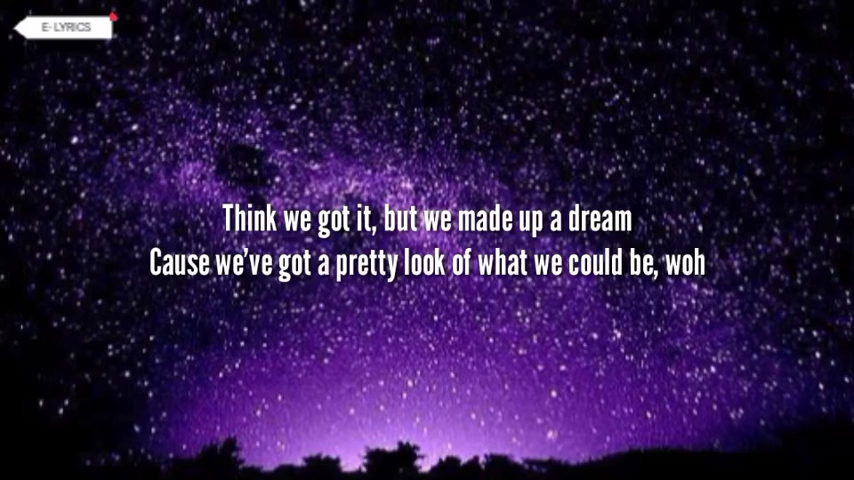 E-LYRICS
Think we got it, but we made up a dream
Cause we've got a pretty look of what we could be, woh